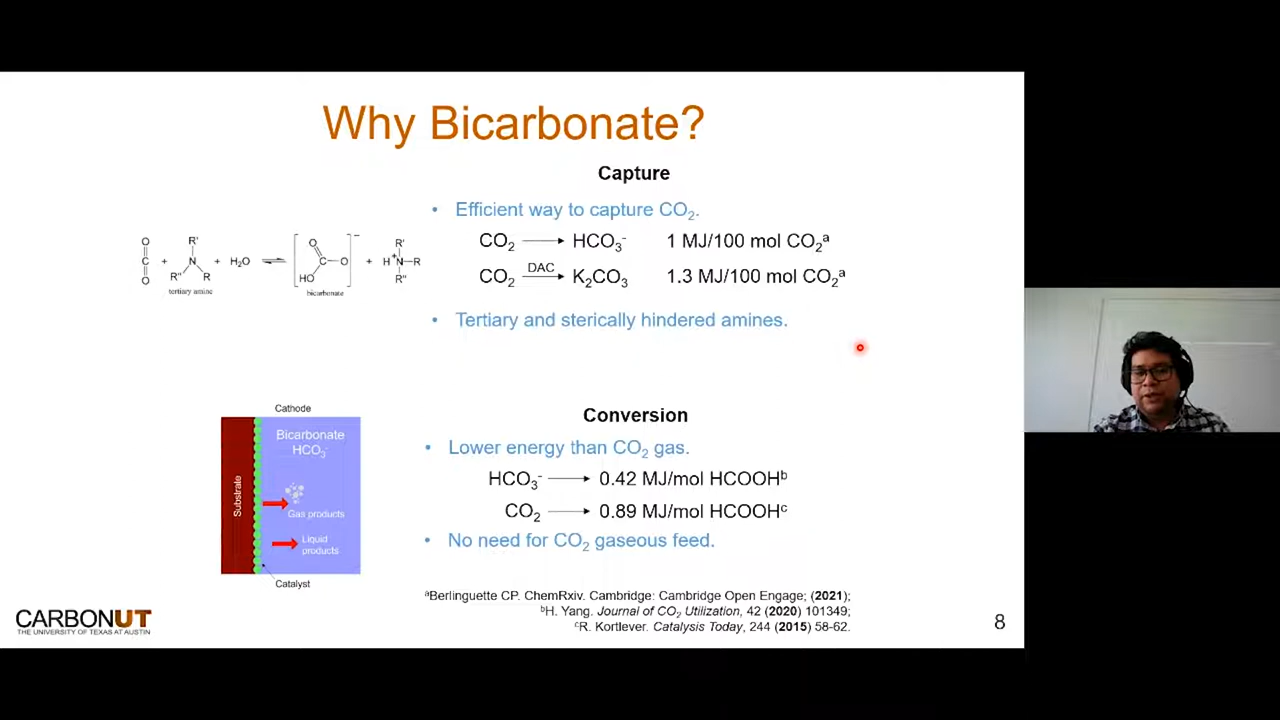 Why Bicarbonate?
Capture
• Efficient way to capture CO₂.
CO₂ → HCO₃⁻ 1 MJ/100 mol CO₂ᵃ
CO₂ DAC → K₂CO₃ 1.3 MJ/100 mol CO₂ᵃ
• Tertiary and sterically hindered amines.
O C O + R' N R" R + H₂O ⇌ [O C O HO]⁻ + H N⁺ R' R R"
tertiary amine
bicarbonate
Conversion
• Lower energy than CO₂ gas.
HCO₃⁻ → 0.42 MJ/mol HCOOHᵇ
CO₂ → 0.89 MJ/mol HCOOHᶜ
• No need for CO₂ gaseous feed.
Cathode
Bicarbonate
HCO₃⁻
Substrate
Gas products
Liquid
products
Catalyst
ᵃBerlinguette CP. ChemRxiv. Cambridge: Cambridge Open Engage; (2021);
ᵇH. Yang. Journal of CO₂ Utilization, 42 (2020) 101349;
ᶜR. Kortlever. Catalysis Today, 244 (2015) 58-62.
CARBONUT
THE UNIVERSITY OF TEXAS AT AUSTIN
8